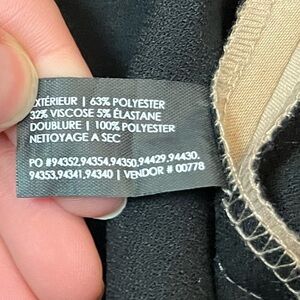 EXTÉRIEUR | 63% POLYESTER
32% VISCOSE 5% ÉLASTANE
DOUBLURE | 100% POLYESTER
NETTOYAGE A SEC
PO #94352,94354,94350,94429,94430,
94353,94341,94340 | VENDOR # 00778